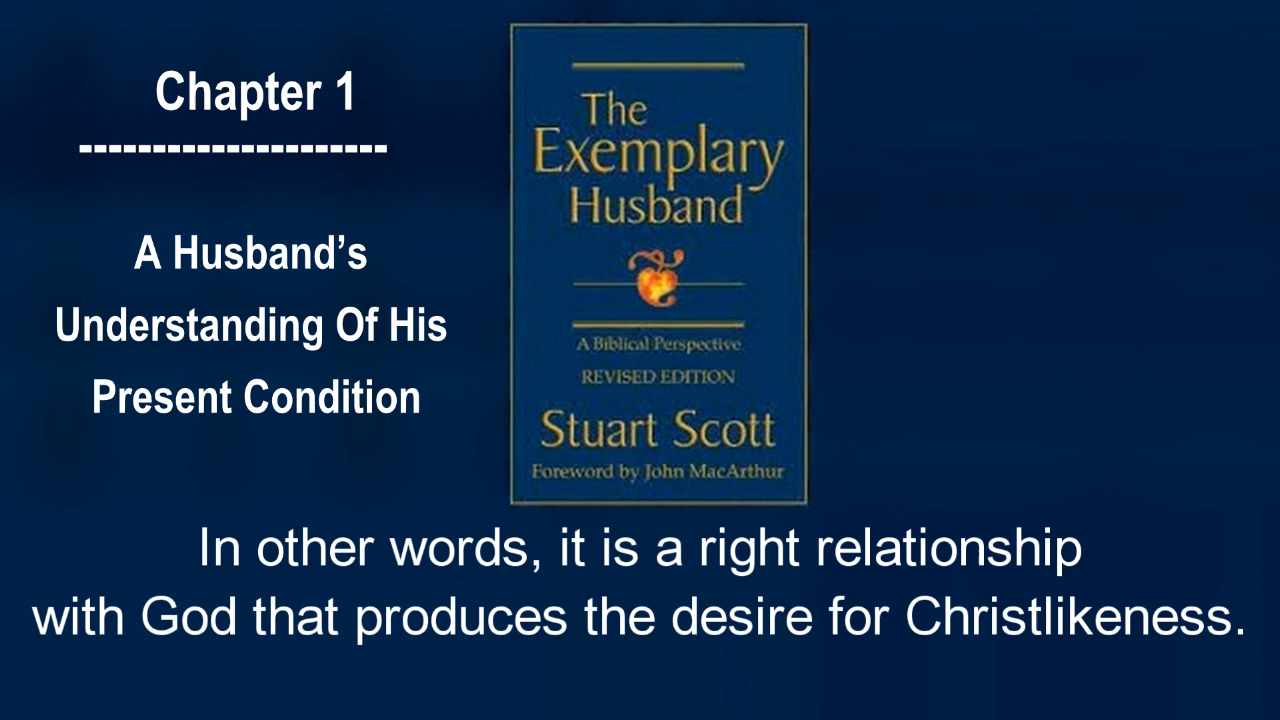 Chapter 1
---------------------
A Husband’s
Understanding Of His
Present Condition
The
Exemplary
Husband
A Biblical Perspective
REVISED EDITION
Stuart Scott
Foreword by John MacArthur
In other words, it is a right relationship
with God that produces the desire for Christlikeness.